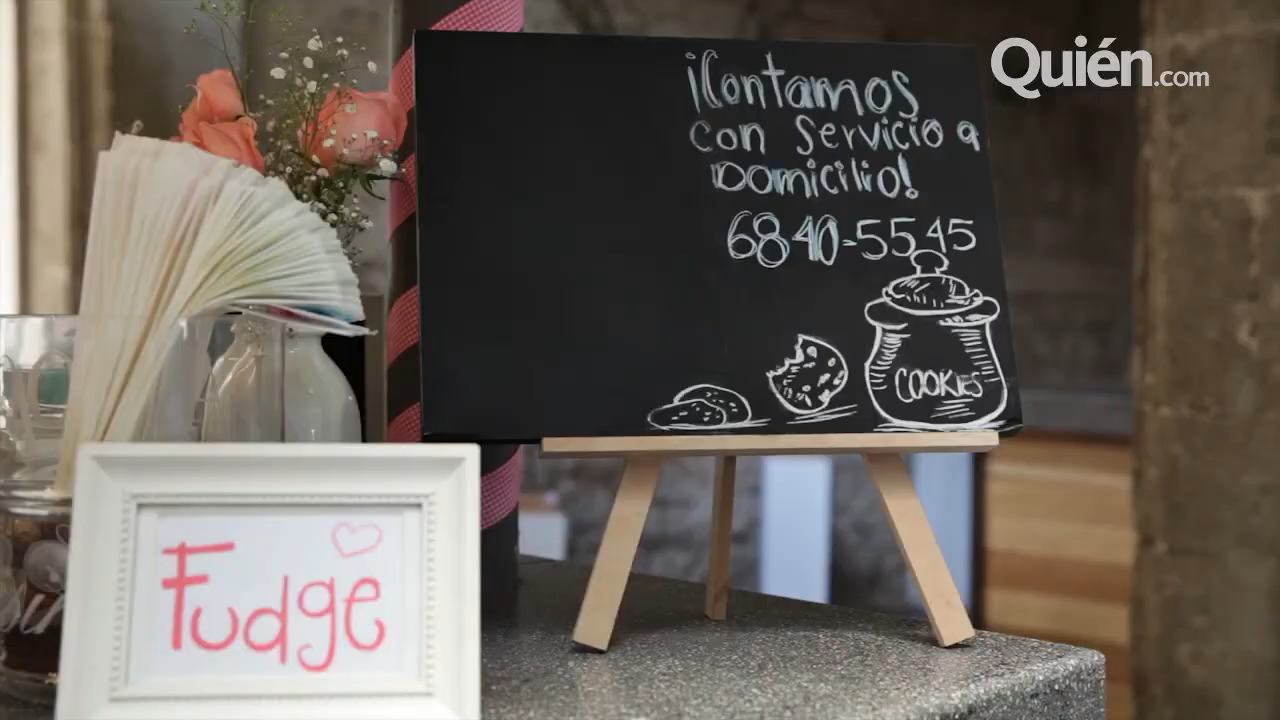 Quién.com
¡Contamos
con servicio a
Domicilio!
6840-5545
COOKIES
Fudge